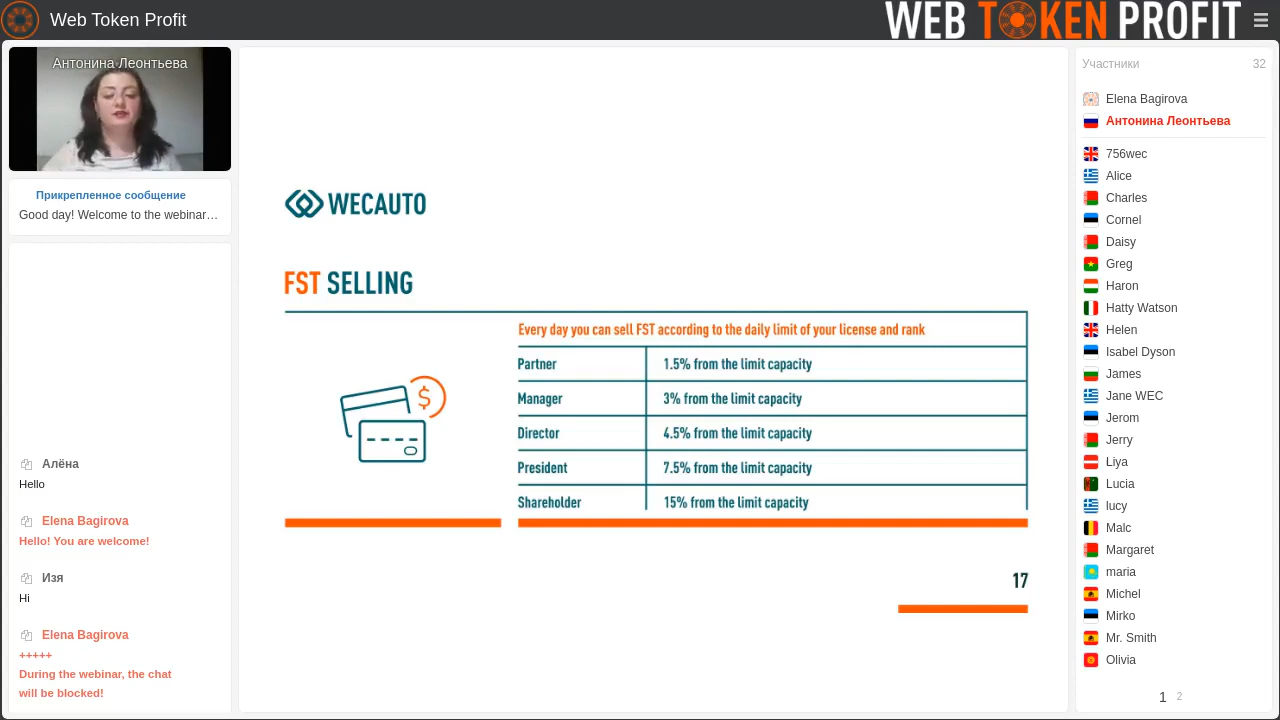 Web Token Profit
WEB TOKEN PROFIT
Антонина Леонтьева
Прикрепленное сообщение
Good day! Welcome to the webinar…
Алёна
Hello
Elena Bagirova
Hello! You are welcome!
Изя
Hi
Elena Bagirova
+++++
During the webinar, the chat
will be blocked!
WECAUTO
FST SELLING
Every day you can sell FST according to the daily limit of your license and rank
Partner 1.5% from the limit capacity
Manager 3% from the limit capacity
Director 4.5% from the limit capacity
President 7.5% from the limit capacity
Shareholder 15% from the limit capacity
$
17
Участники 32
Elena Bagirova
Антонина Леонтьева
756wec
Alice
Charles
Cornel
Daisy
Greg
Haron
Hatty Watson
Helen
Isabel Dyson
James
Jane WEC
Jerom
Jerry
Liya
Lucia
lucy
Malc
Margaret
maria
Michel
Mirko
Mr. Smith
Olivia
1 2